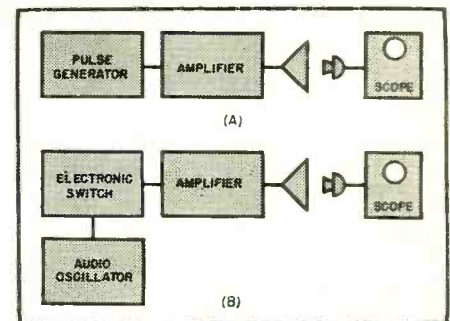 PULSE
GENERATOR
AMPLIFIER
SCOPE
(A)
ELECTRONIC
SWITCH
AMPLIFIER
SCOPE
AUDIO
OSCILLATOR
(B)